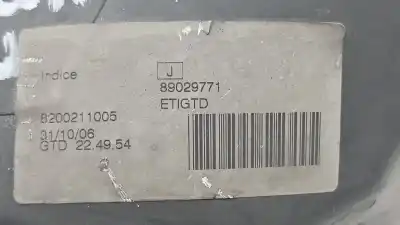 Indice
J
89029771
ETIGTD
8200211005
31/10/06
GTD 22.49.54